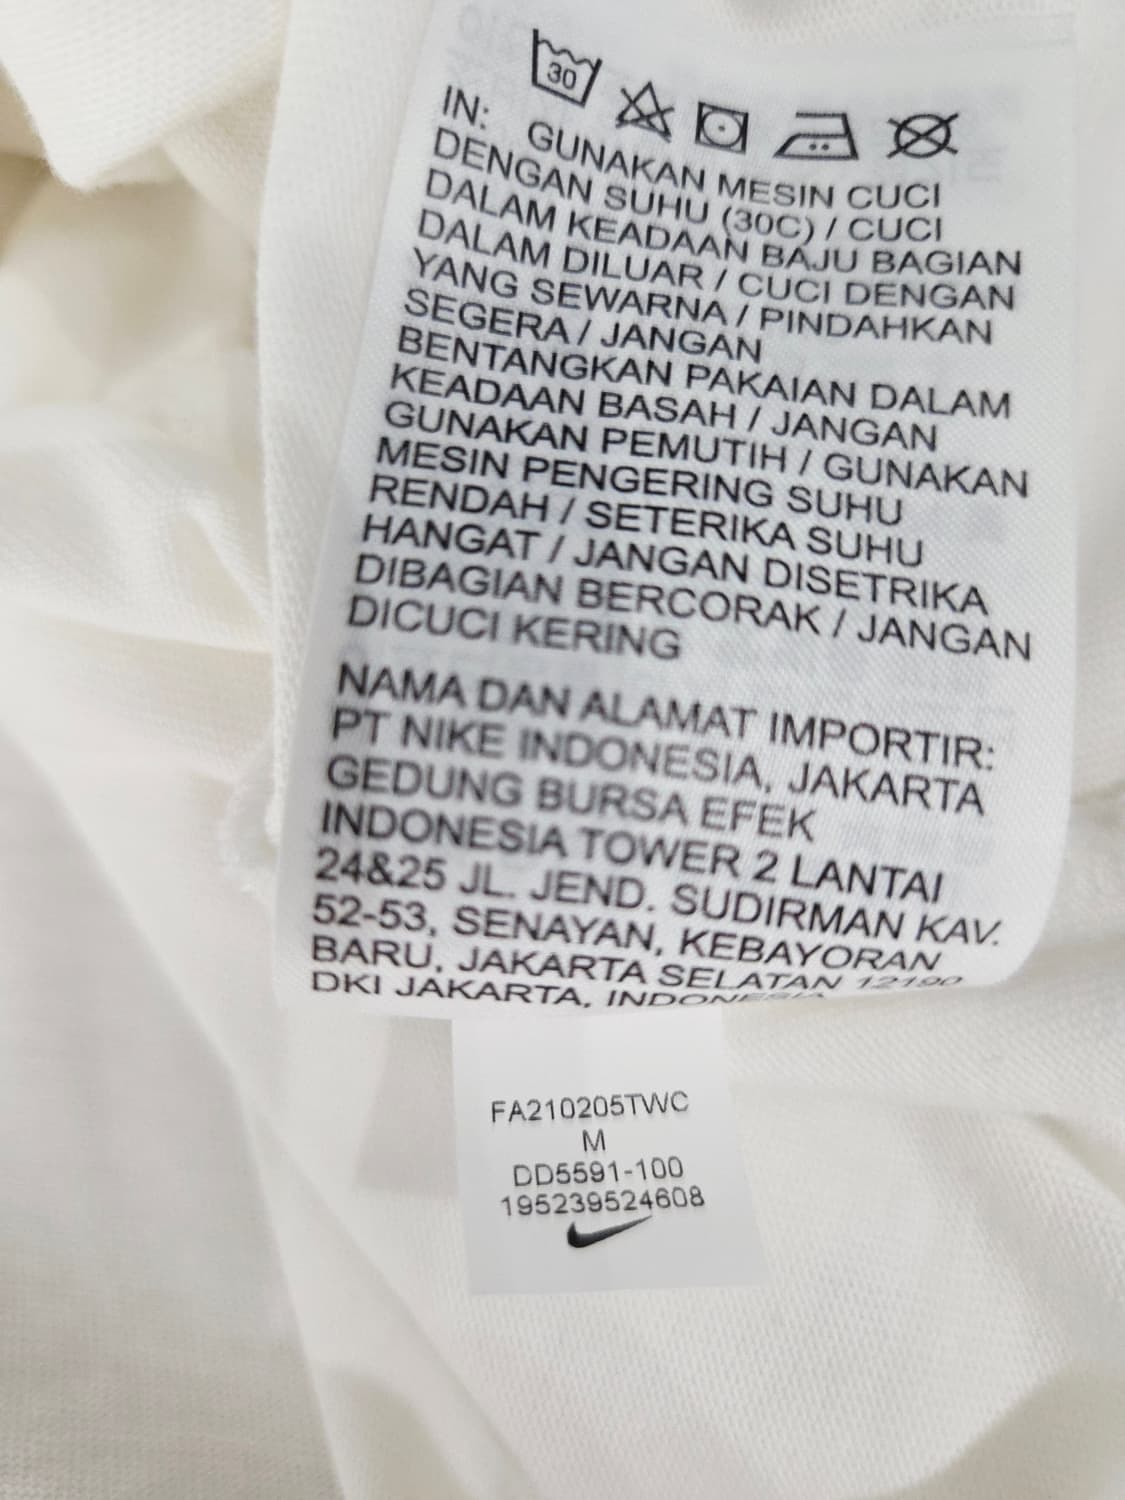 30
IN: GUNAKAN MESIN CUCI
DENGAN SUHU (30C) / CUCI
DALAM KEADAAN BAJU BAGIAN
DALAM DILUAR / CUCI DENGAN
YANG SEWARNA / PINDAHKAN
SEGERA / JANGAN
BENTANGKAN PAKAIAN DALAM
KEADAAN BASAH / JANGAN
GUNAKAN PEMUTIH / GUNAKAN
MESIN PENGERING SUHU
RENDAH / SETERIKA SUHU
HANGAT / JANGAN DISETRIKA
DIBAGIAN BERCORAK / JANGAN
DICUCI KERING
NAMA DAN ALAMAT IMPORTIR:
PT NIKE INDONESIA, JAKARTA
GEDUNG BURSA EFEK
INDONESIA TOWER 2 LANTAI
24&25 JL. JEND. SUDIRMAN KAV.
52-53, SENAYAN, KEBAYORAN
BARU, JAKARTA SELATAN 12190
DKI JAKARTA, INDONESIA
FA210205TWC
M
DD5591-100
195239524608